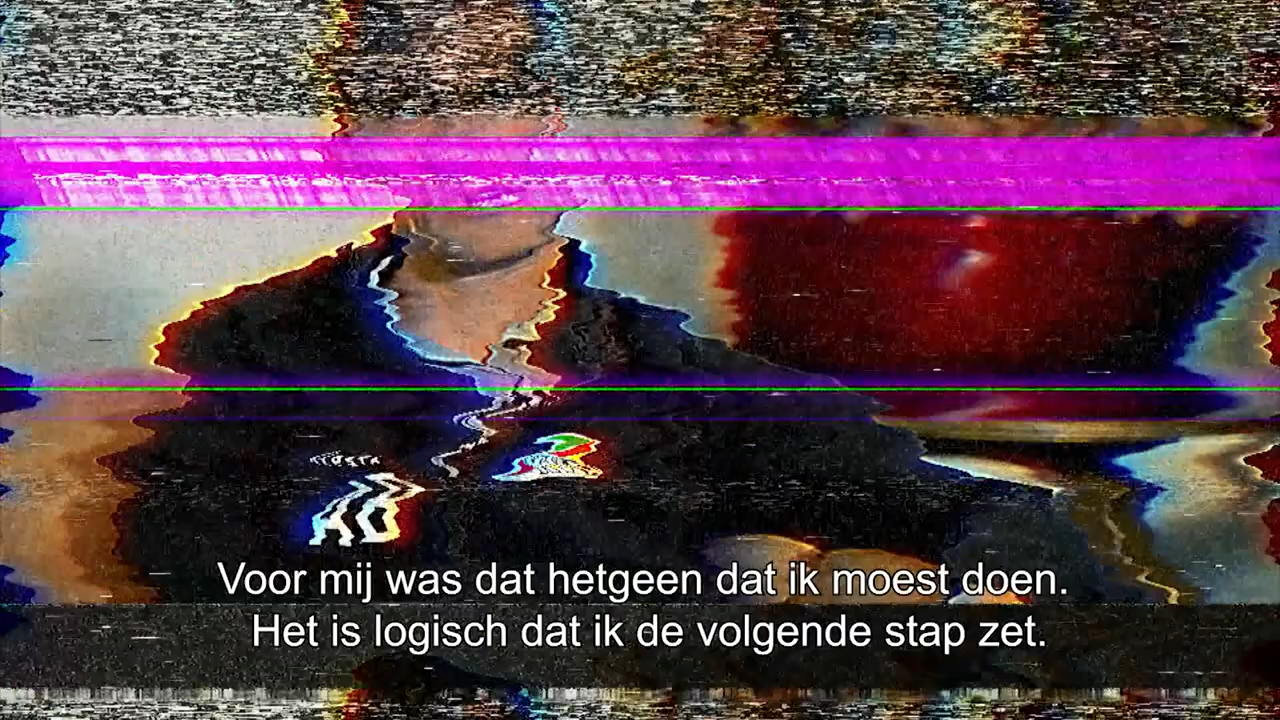 Voor mij was dat hetgeen dat ik moest doen.
Het is logisch dat ik de volgende stap zet.